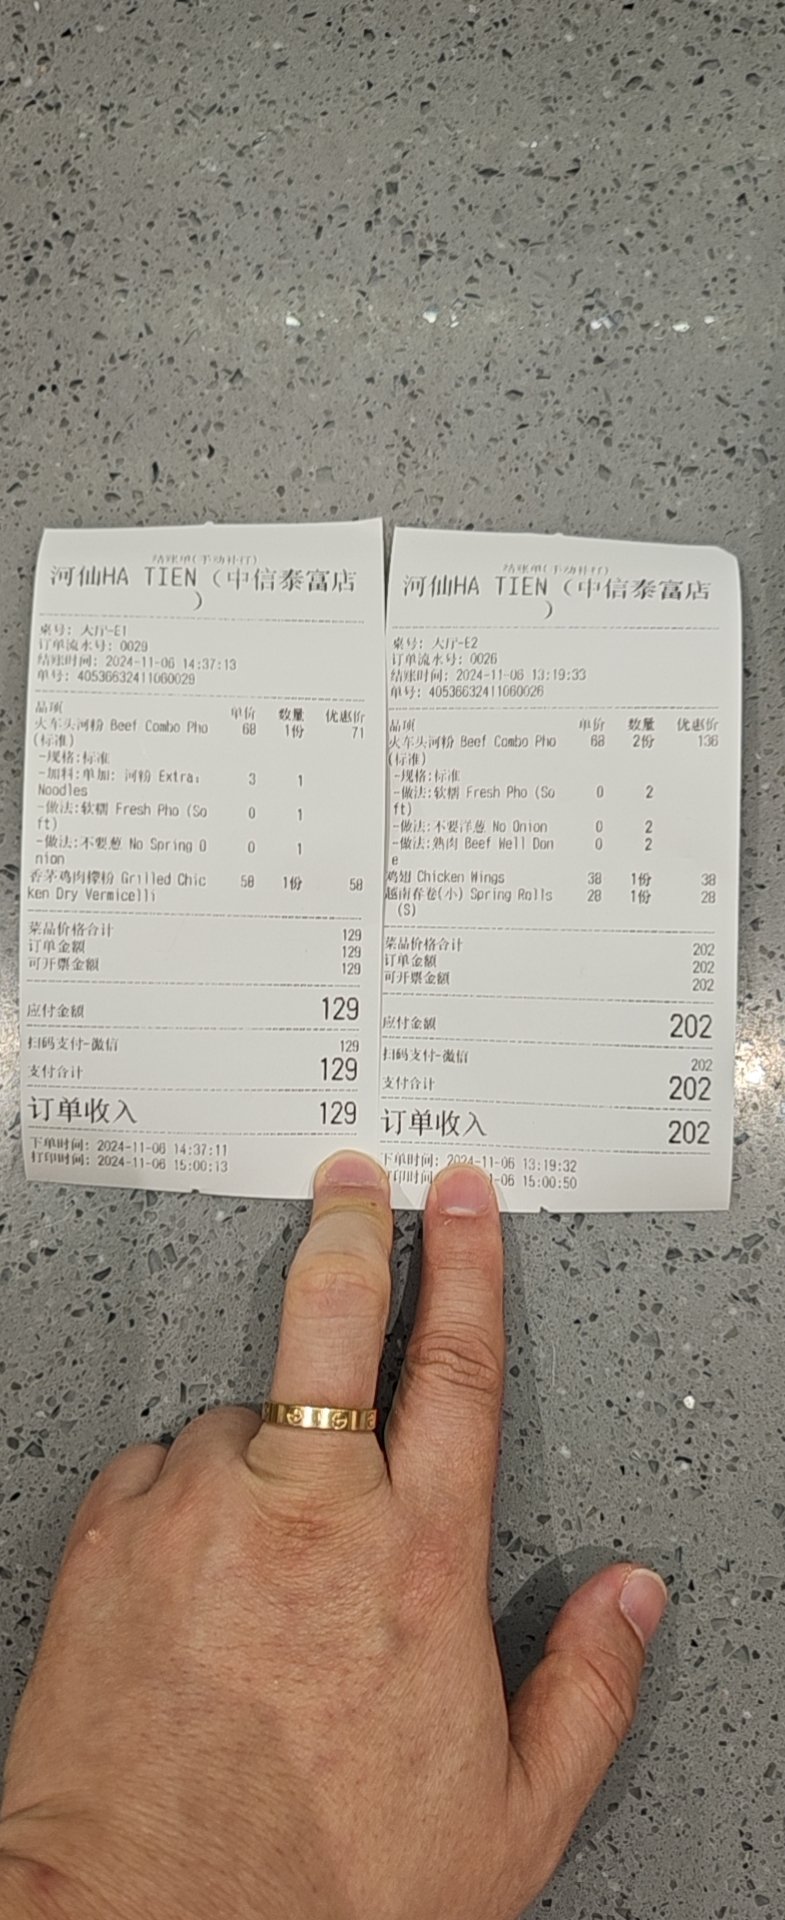 结账单(手动补打)
河仙HA TIEN（中信泰富店
）
桌号: 大厅-E1
订单流水号: 0029
结账时间: 2024-11-06 14:37:13
单号: 40536632411060029
品项 单价 数量 优惠价
火车头河粉 Beef Combo Pho 68 1份 71
(标准)
-规格:标准
-加料:单加: 河粉 Extra: 3 1
Noodles
-做法:软糯 Fresh Pho (So 0 1
ft)
-做法:不要葱 No Spring O 0 1
nion
香茅鸡肉檬粉 Grilled Chic 58 1份 58
ken Dry Vermicelli
菜品价格合计 129
订单金额 129
可开票金额 129
应付金额 129
扫码支付-微信 129
支付合计 129
订单收入 129
下单时间: 2024-11-06 14:37:11
打印时间: 2024-11-06 15:00:13
结账单(手动补打)
河仙HA TIEN（中信泰富店
）
桌号: 大厅-E2
订单流水号: 0026
结账时间: 2024-11-06 13:19:33
单号: 40536632411060026
品项 单价 数量 优惠价
火车头河粉 Beef Combo Pho 68 2份 136
(标准)
-规格:标准
-做法:软糯 Fresh Pho (So 0 2
ft)
-做法:不要洋葱 No Onion 0 2
-做法:熟肉 Beef Well Don 0 2
e
鸡翅 Chicken Wings 38 1份 38
越南春卷(小) Spring Rolls 28 1份 28
(S)
菜品价格合计 202
订单金额 202
可开票金额 202
应付金额 202
扫码支付-微信 202
支付合计 202
订单收入 202
下单时间: 2024-11-06 13:19:32
打印时间 1-06 15:00:50